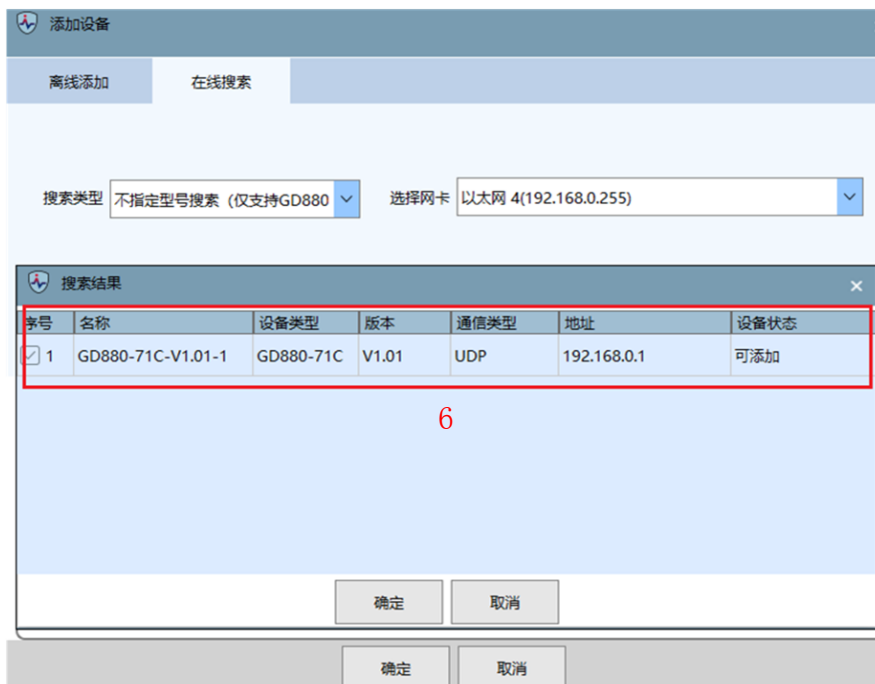 添加设备
离线添加 在线搜索
搜索类型 不指定型号搜索（仅支持GD880 选择网卡 以太网 4(192.168.0.255)
搜索结果
序号 名称 设备类型 版本 通信类型 地址 设备状态
1 GD880-71C-V1.01-1 GD880-71C V1.01 UDP 192.168.0.1 可添加
6
确定 取消
确定 取消